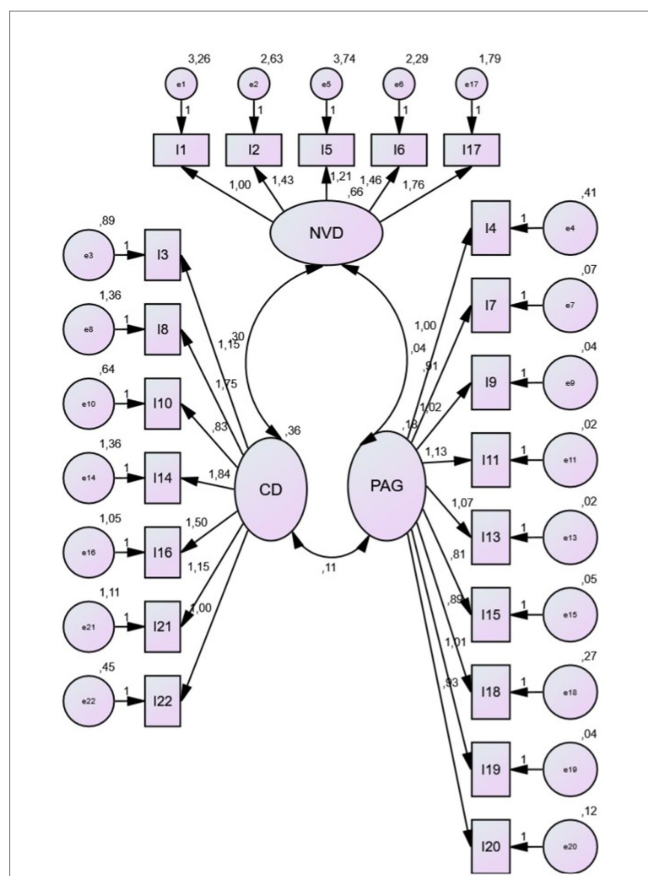 3,26 2,63 3,74 2,29 1,79
e1 e2 e5 e6 e17
1 1 1 1 1
I1 I2 I5 I6 I17
1,00 1,43 1,21 1,46 1,76
,66
NVD
,41
I4 1 e4
,89
e3 1 I3
,07
I7 1 e7
1,36
e8 1 I8
1,00
,30
1,15
,04
,91
,04
I9 1 e9
,64
e10 1 I10
1,75
1,02
,83
,36
,18
,02
I11 1 e11
1,13
1,36
e14 1 I14
1,84
CD
PAG
1,07
,02
I13 1 e13
1,05
e16 1 I16
1,50
,81
,11
,05
I15 1 e15
1,15
,89
1,11
e21 1 I21
1,00
1,01
,27
I18 1 e18
,93
,45
e22 1 I22
,04
I19 1 e19
,12
I20 1 e20